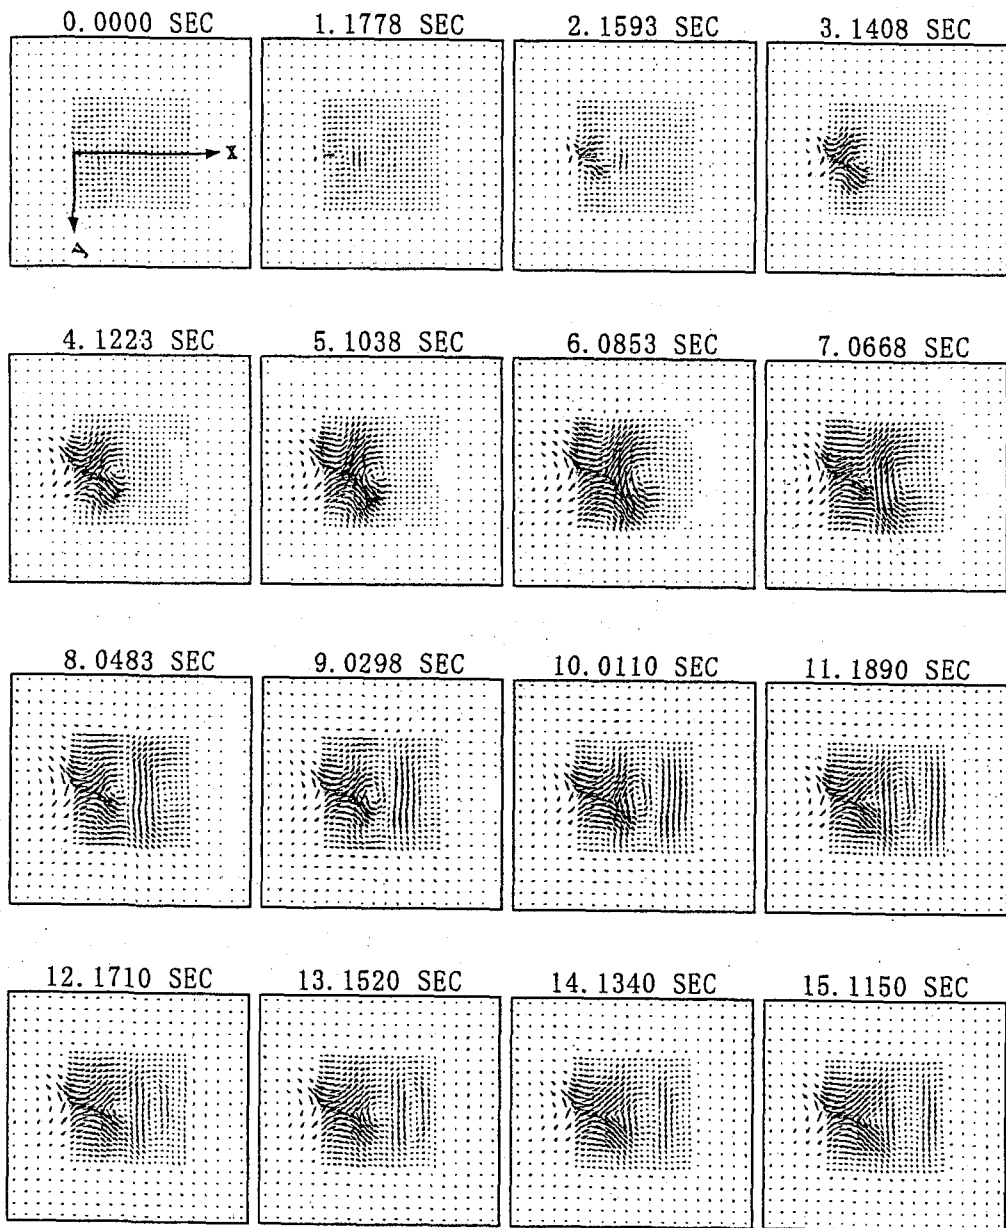 0.0000 SEC
1.1778 SEC
2.1593 SEC
3.1408 SEC
x
y
4.1223 SEC
5.1038 SEC
6.0853 SEC
7.0668 SEC
8.0483 SEC
9.0298 SEC
10.0110 SEC
11.1890 SEC
12.1710 SEC
13.1520 SEC
14.1340 SEC
15.1150 SEC